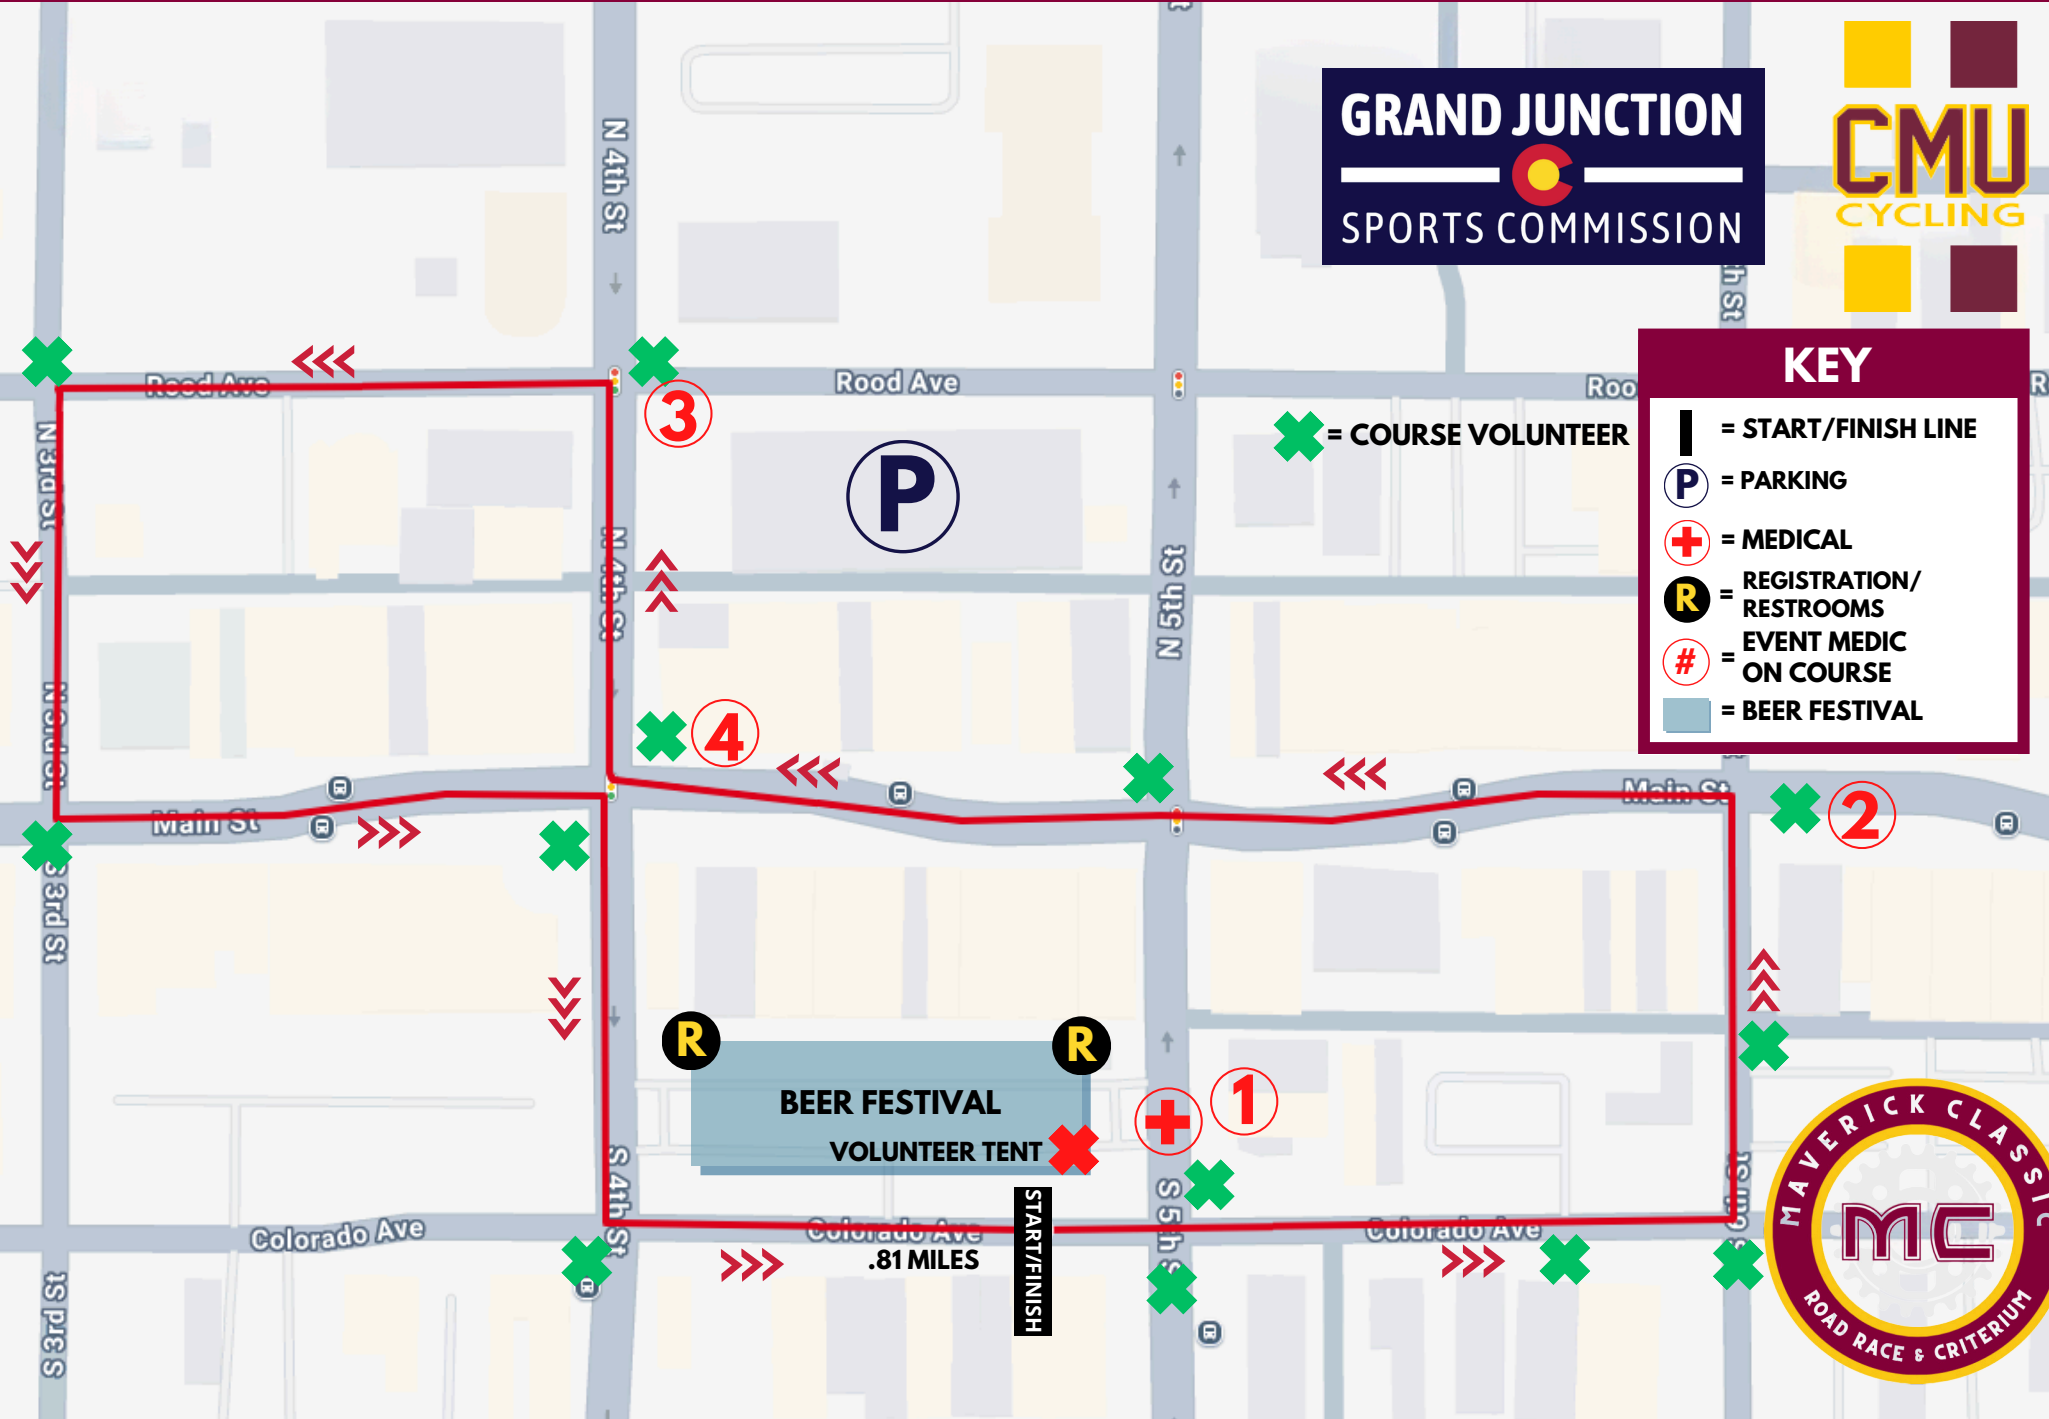 GRAND JUNCTION
SPORTS COMMISSION
CMU
CYCLING
N 4th St
th St
KEY
= START/FINISH LINE
P = PARKING
= MEDICAL
R = REGISTRATION/
RESTROOMS
# = EVENT MEDIC
ON COURSE
= BEER FESTIVAL
= COURSE VOLUNTEER
Rood Ave
Rood Ave
Roo
R
3
P
N 3rd St
N 4th St
N 5th St
N 3rd St
4
Main St
Main St
2
S 3rd St
R
R
BEER FESTIVAL
VOLUNTEER TENT
1
S 4th St
S 5th S
START/FINISH
Colorado Ave
Colorado Ave
Colorado Ave
.81 MILES
S 3rd St
MAVERICK CLASSIC
MC
ROAD RACE & CRITERIUM